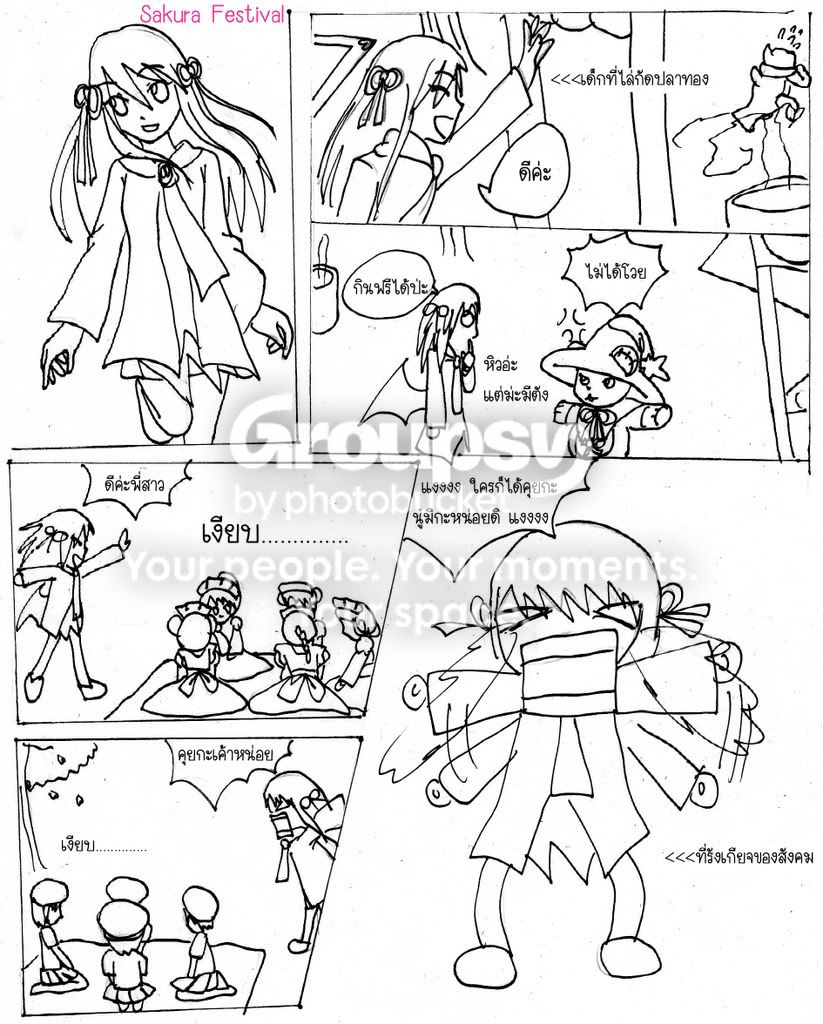 Sakura Festival
<<<เด็กที่ไล่กัดปลาทอง
ดีค่ะ
กินฟรีได้ป่ะ
ไม่ได้โวย
หิวอ่ะ
แต่ม่ะมีตัง
Groupsv
by photobucket
Your people. Your moments.
Your space
ดีค่ะพี่สาว
เงียบ..............
แงงงง ใครก็ได้คุยกะ
นู๋มิกะหน่อยดิ แงงงง
คุยกะเค้าหน่อย
เงียบ..............
<<<ที่รังเกียจของสังคม